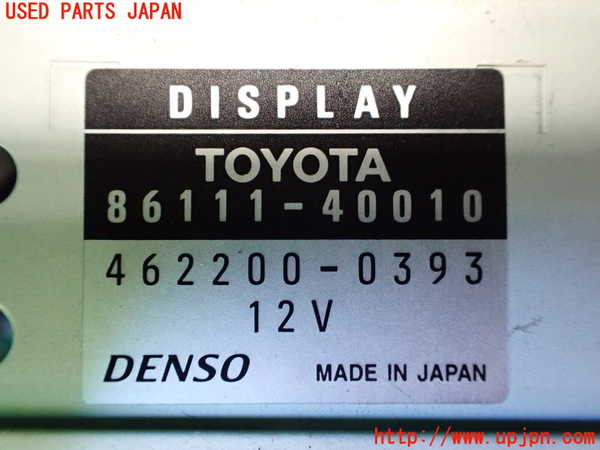 USED PARTS JAPAN
DISPLAY
TOYOTA
86111-40010
462200-0393
12V
DENSO MADE IN JAPAN
http://www.upjpn.com/